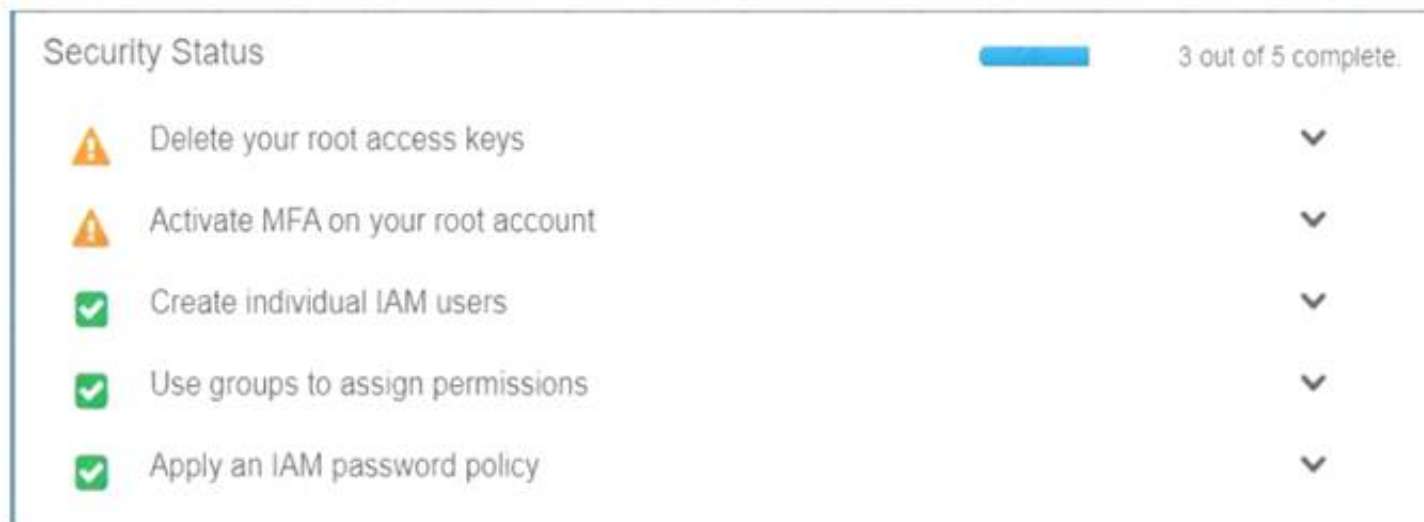 Security Status
3 out of 5 complete.
Delete your root access keys
Activate MFA on your root account
Create individual IAM users
Use groups to assign permissions
Apply an IAM password policy